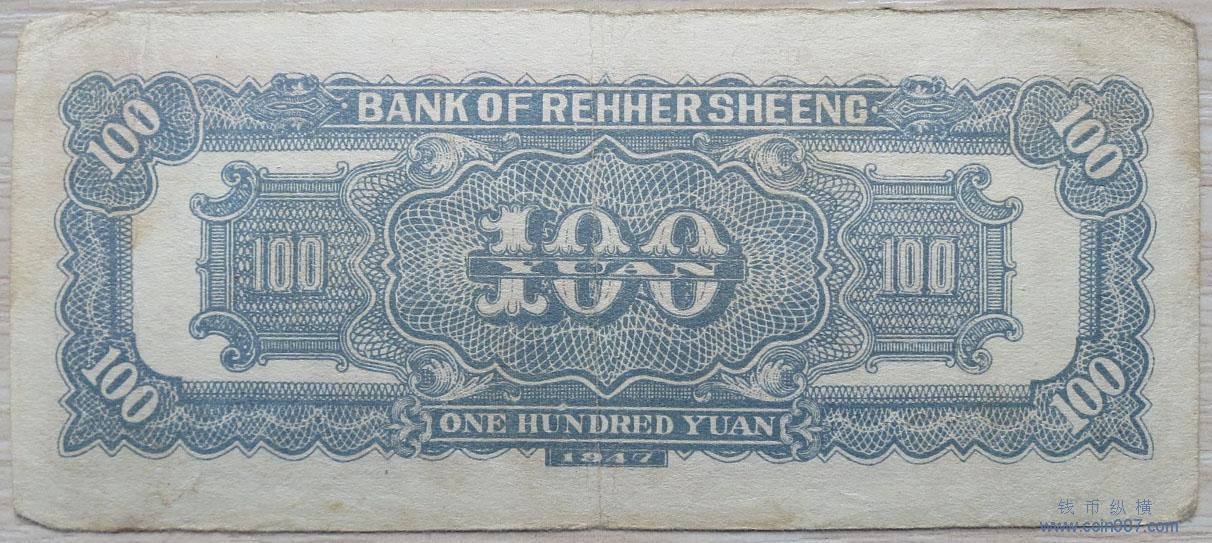 BANK OF REHHERSHEENG
100 100
100 100 YUAN 100
100 100
ONE HUNDRED YUAN
1947
钱币纵横
www.coin007.com